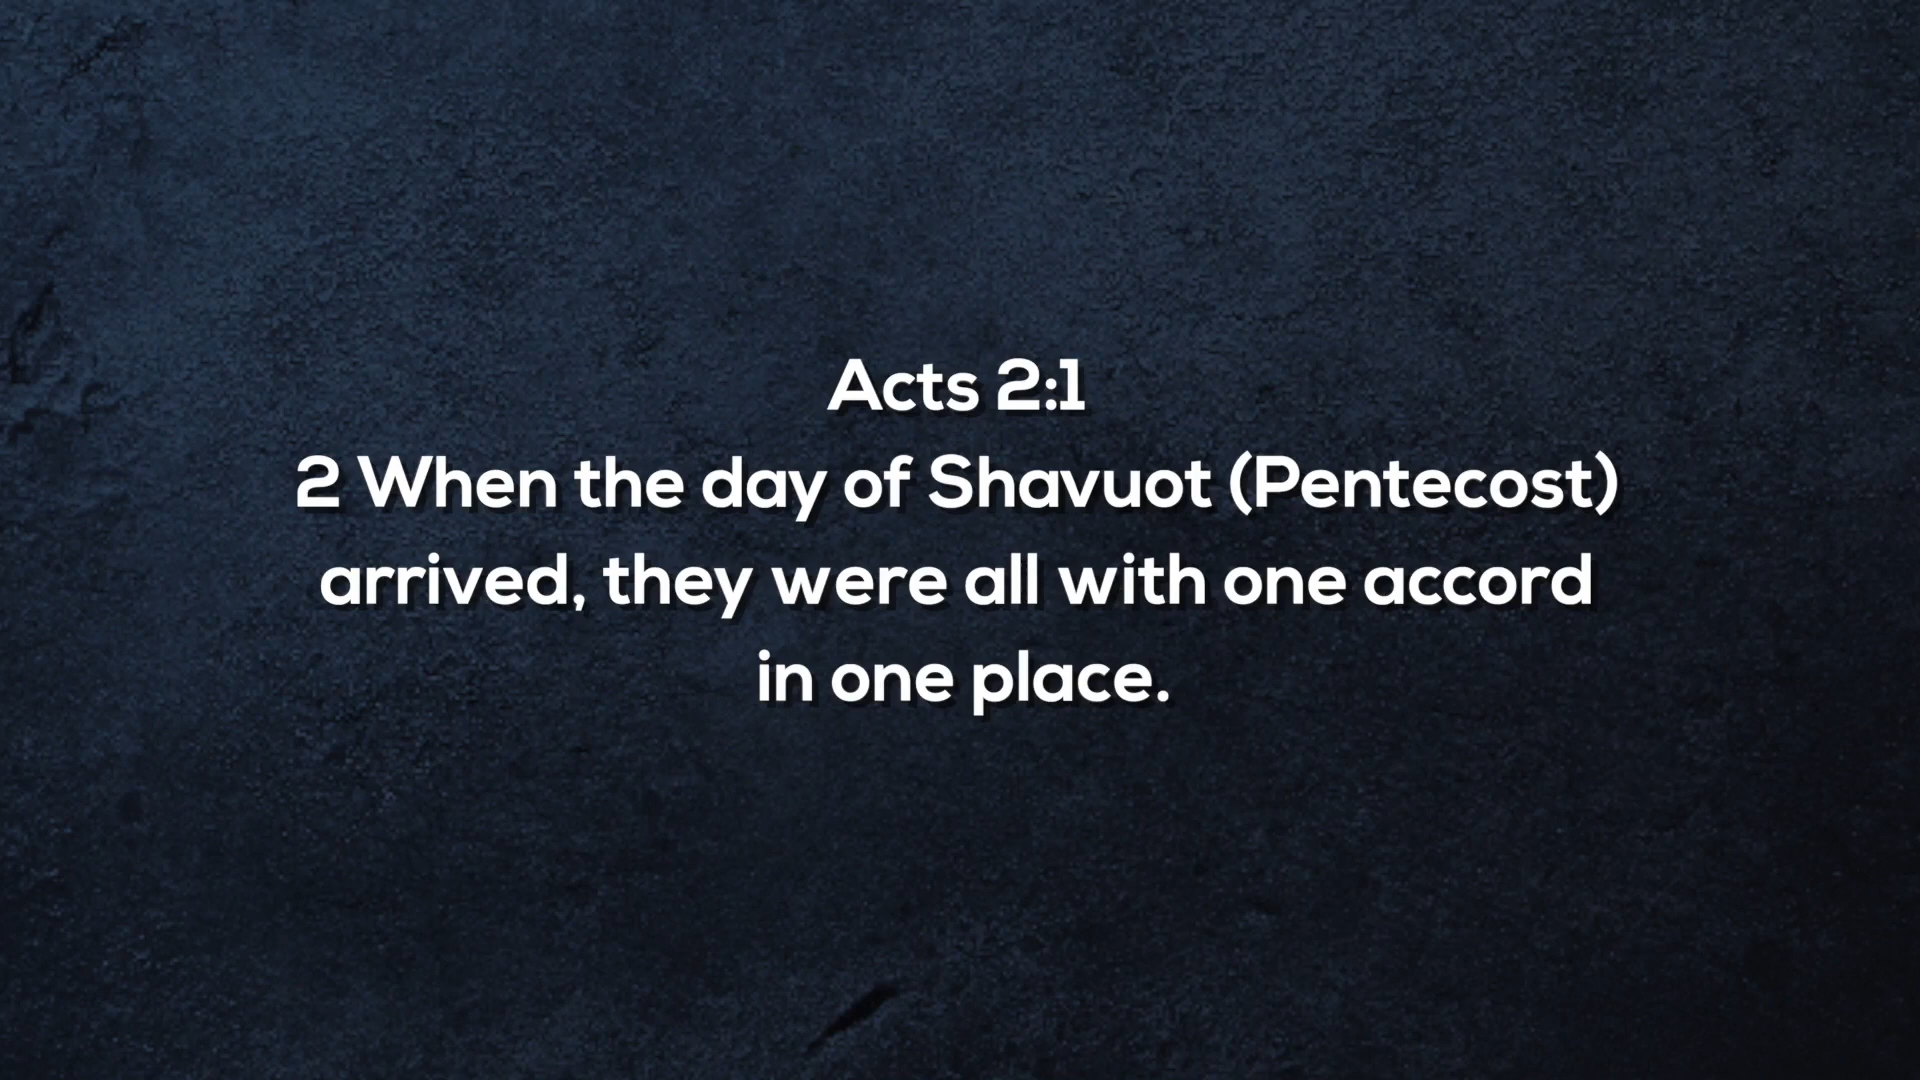 Acts 2:1
2 When the day of Shavuot (Pentecost)
arrived, they were all with one accord
in one place.